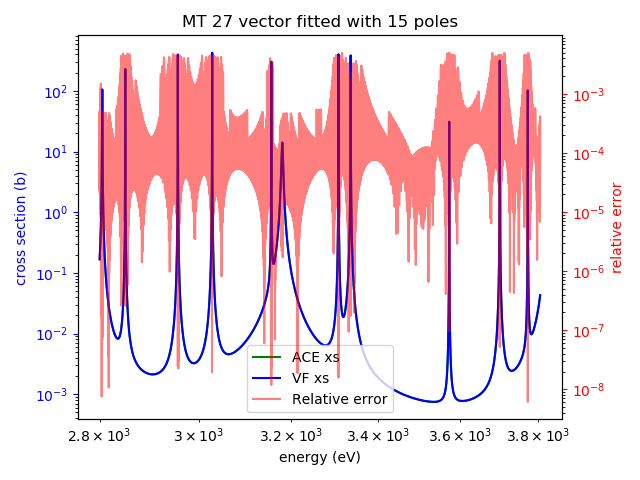 MT 27 vector fitted with 15 poles
cross section (b)
10²
10¹
10⁰
10⁻¹
10⁻²
10⁻³
relative error
10⁻³
10⁻⁴
10⁻⁵
10⁻⁶
10⁻⁷
10⁻⁸
ACE xs
VF xs
Relative error
2.8 × 10³ 3 × 10³ 3.2 × 10³ 3.4 × 10³ 3.6 × 10³ 3.8 × 10³
energy (eV)